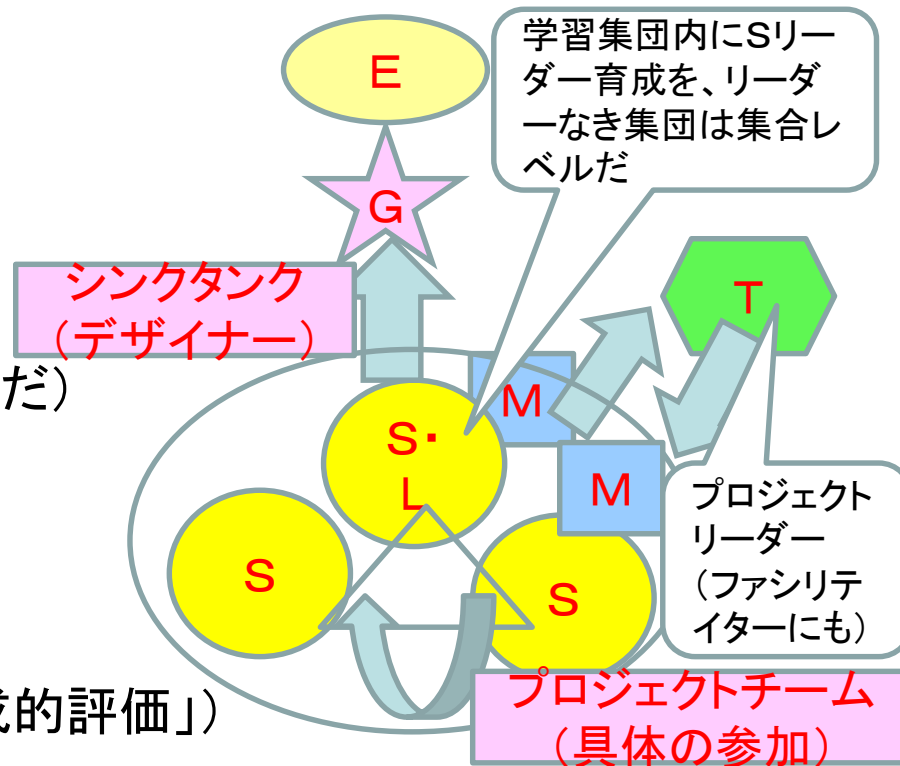 E
学習集団内にSリー
ダー育成を、リーダ
ーなき集団は集合レ
ベルだ
G
シンクタンク
（デザイナー）
T
だ）
M
S・
L
M
プロジェクト
リーダー
（ファシリテ
イターにも）
S
S
的評価」）
プロジェクトチーム
（具体の参加）